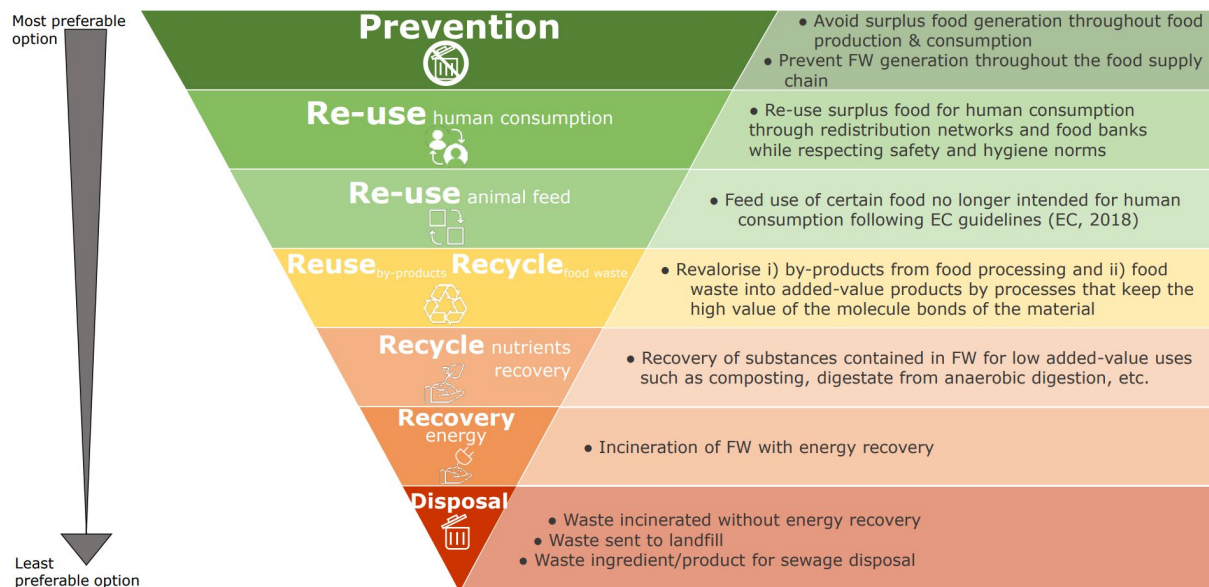 Most preferable
option
Prevention
● Avoid surplus food generation throughout food
production & consumption
● Prevent FW generation throughout the food supply
chain
Re-use human consumption
● Re-use surplus food for human consumption
through redistribution networks and food banks
while respecting safety and hygiene norms
Re-use animal feed
● Feed use of certain food no longer intended for human
consumption following EC guidelines (EC, 2018)
Reuse by-products Recycle food waste
● Revalorise i) by-products from food processing and ii) food
waste into added-value products by processes that keep the
high value of the molecule bonds of the material
Recycle nutrients
recovery
● Recovery of substances contained in FW for low added-value uses
such as composting, digestate from anaerobic digestion, etc.
Recovery
energy
● Incineration of FW with energy recovery
Disposal
● Waste incinerated without energy recovery
● Waste sent to landfill
● Waste ingredient/product for sewage disposal
Least
preferable option